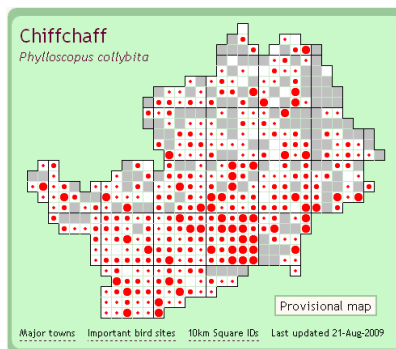 Chiffchaff
Phylloscopus collybita
Provisional map
Major towns Important bird sites 10km Square IDs Last updated 21-Aug-2009